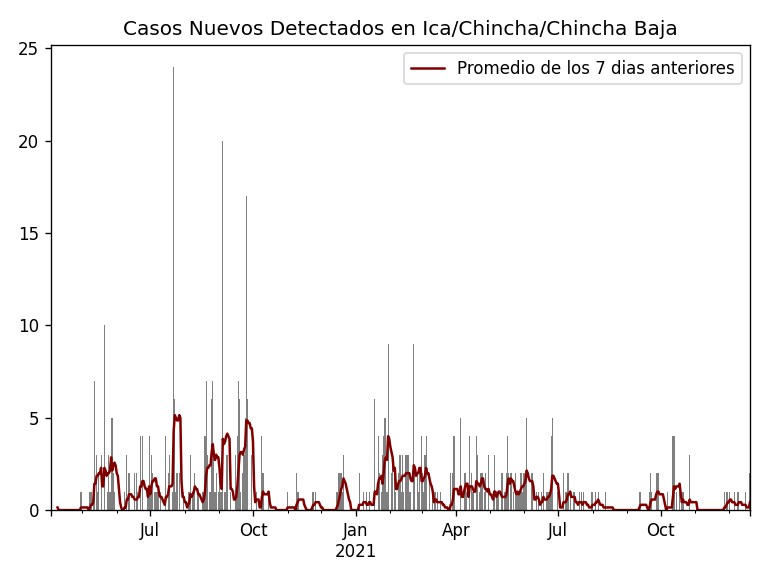 Casos Nuevos Detectados en Ica/Chincha/Chincha Baja
Promedio de los 7 dias anteriores
25
20
15
10
5
0
Jul Oct Jan Apr Jul Oct
2021